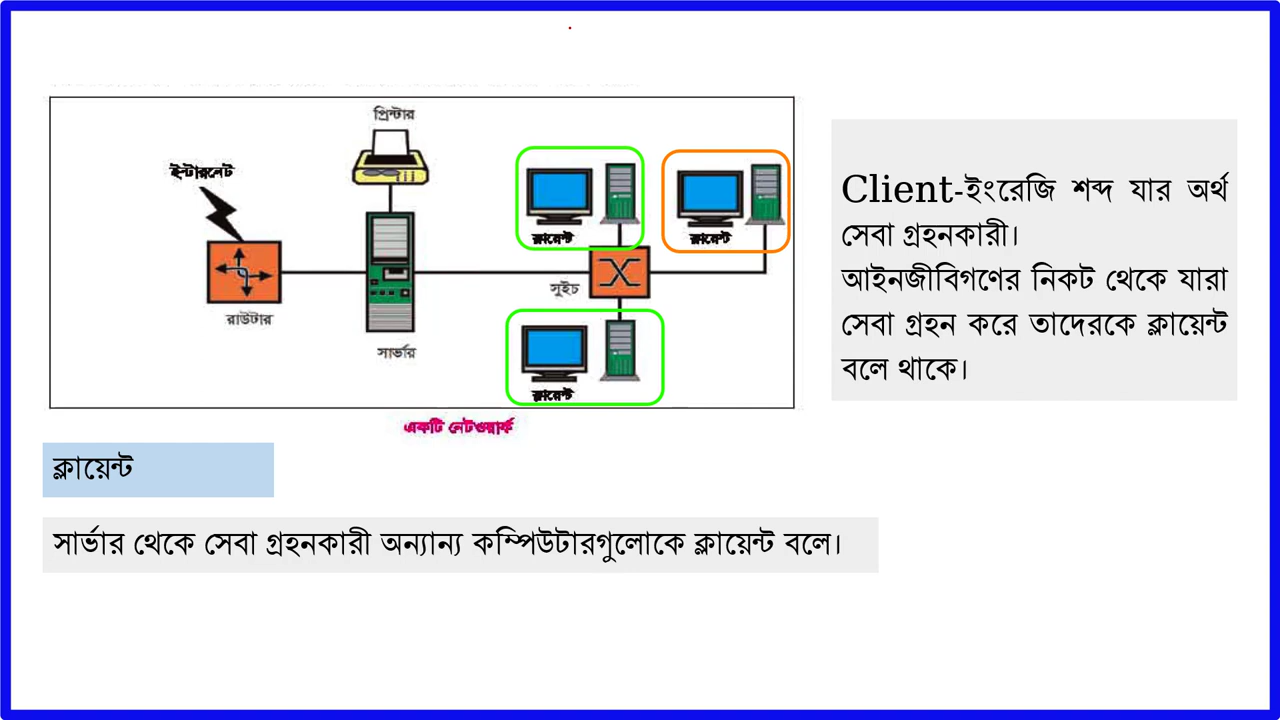 প্রিন্টার
ইন্টারনেট
ক্লায়েন্ট
ক্লায়েন্ট
সুইচ
রাউটার
সার্ভার
ক্লায়েন্ট
একটি নেটওয়ার্ক
Client-ইংরেজি শব্দ যার অর্থ
সেবা গ্রহনকারী।
আইনজীবিগণের নিকট থেকে যারা
সেবা গ্রহন করে তাদেরকে ক্লায়েন্ট
বলে থাকে।
ক্লায়েন্ট
সার্ভার থেকে সেবা গ্রহনকারী অন্যান্য কম্পিউটারগুলোকে ক্লায়েন্ট বলে।